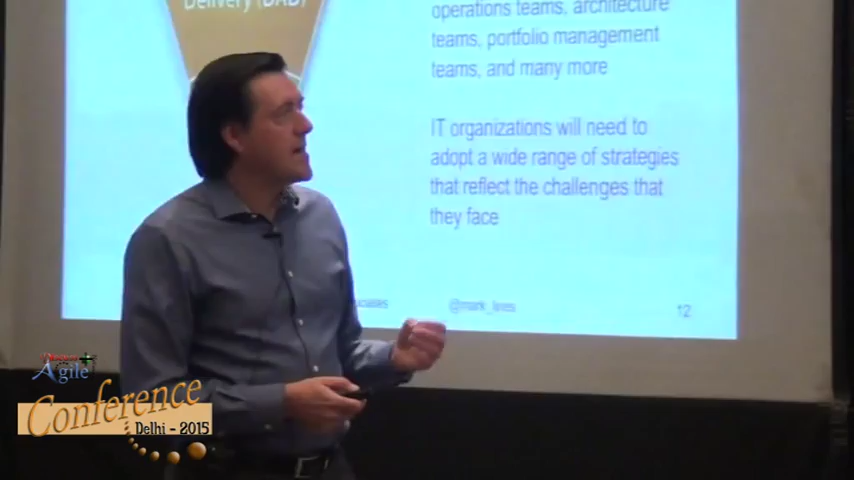 Delivery (DAD)
operations teams, architecture
teams, portfolio management
teams, and many more
IT organizations will need to
adopt a wide range of strategies
that reflect the challenges that
they face
@mark_lines
12
Agile
Conference
Delhi - 2015